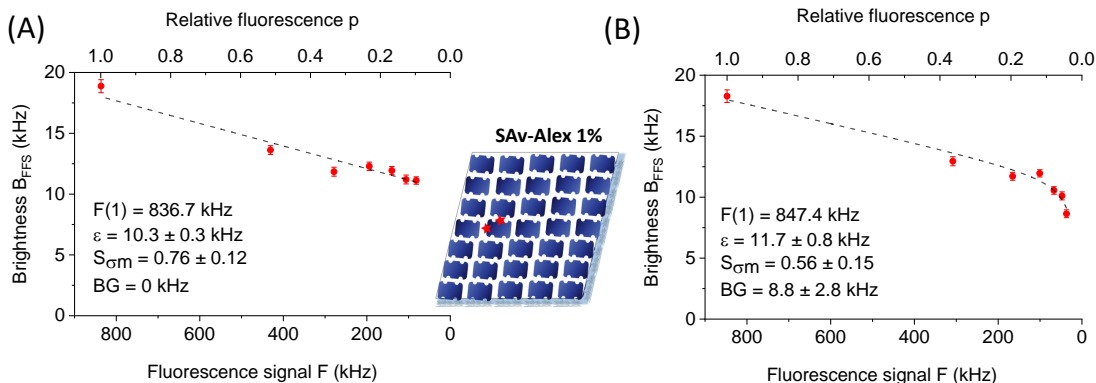 (A)
Relative fluorescence p
1.0 0.8 0.6 0.4 0.2 0.0
20
15
10
5
0
Brightness B_FFS (kHz)
F(1) = 836.7 kHz
ε = 10.3 ± 0.3 kHz
S_σm = 0.76 ± 0.12
BG = 0 kHz
800 600 400 200 0
Fluorescence signal F (kHz)
SAv-Alex 1%
(B)
Relative fluorescence p
1.0 0.8 0.6 0.4 0.2 0.0
20
15
10
5
0
Brightness B_FFS (kHz)
F(1) = 847.4 kHz
ε = 11.7 ± 0.8 kHz
S_σm = 0.56 ± 0.15
BG = 8.8 ± 2.8 kHz
800 600 400 200 0
Fluorescence signal F (kHz)